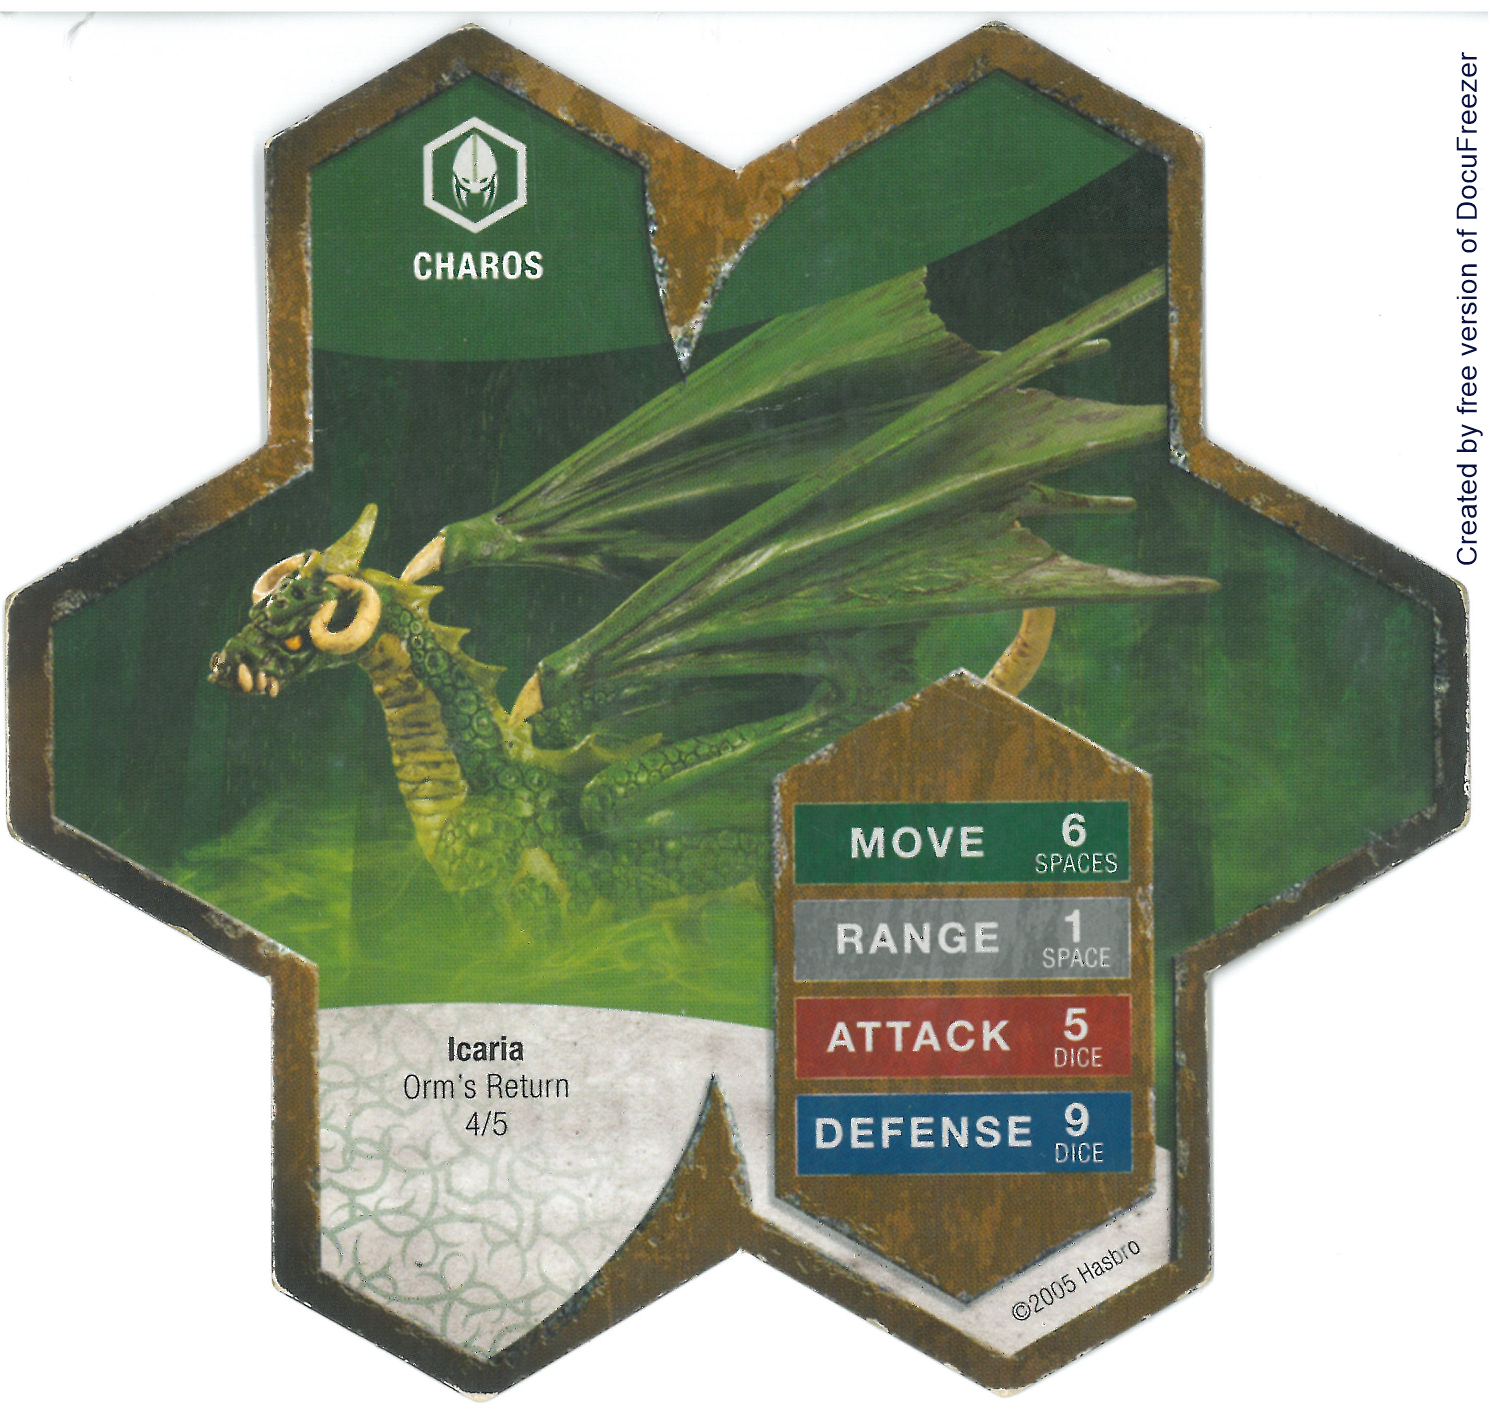 CHAROS
MOVE 6
SPACES
RANGE 1
SPACE
ATTACK 5
DICE
DEFENSE 9
DICE
Icaria
Orm's Return
4/5
©2005 Hasbro
Created by free version of DocuFreezer